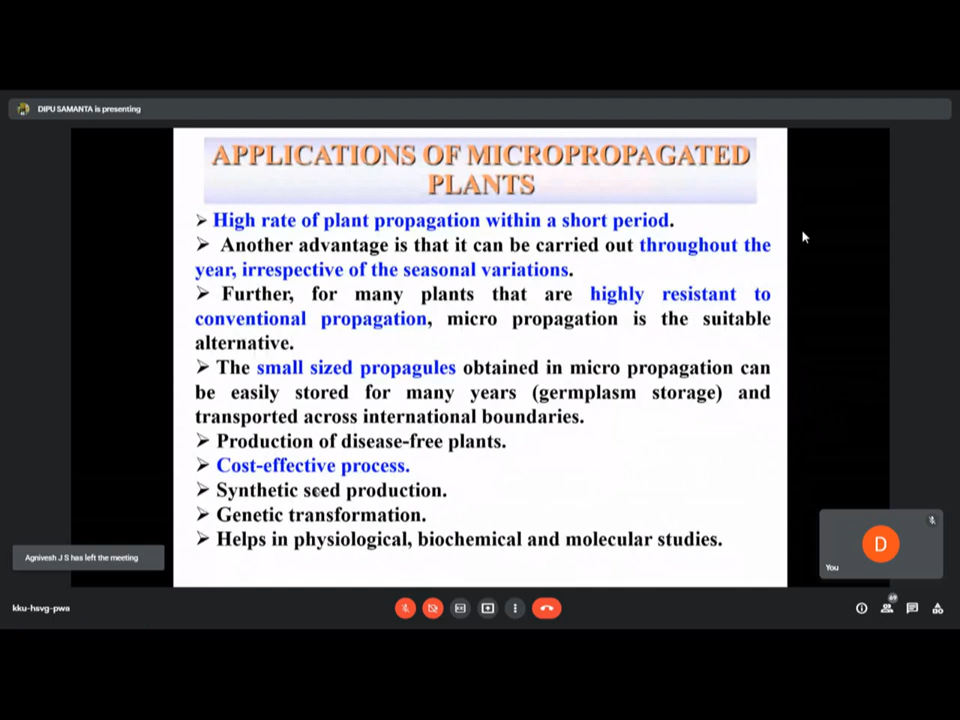 DIPU SAMANTA is presenting
APPLICATIONS OF MICROPROPAGATED
PLANTS
➢ High rate of plant propagation within a short period.
➢ Another advantage is that it can be carried out throughout the
year, irrespective of the seasonal variations.
➢ Further, for many plants that are highly resistant to
conventional propagation, micro propagation is the suitable
alternative.
➢ The small sized propagules obtained in micro propagation can
be easily stored for many years (germplasm storage) and
transported across international boundaries.
➢ Production of disease-free plants.
➢ Cost-effective process.
➢ Synthetic seed production.
➢ Genetic transformation.
➢ Helps in physiological, biochemical and molecular studies.
D
You
Agnivesh J S has left the meeting
kku-hsvg-pwa
69